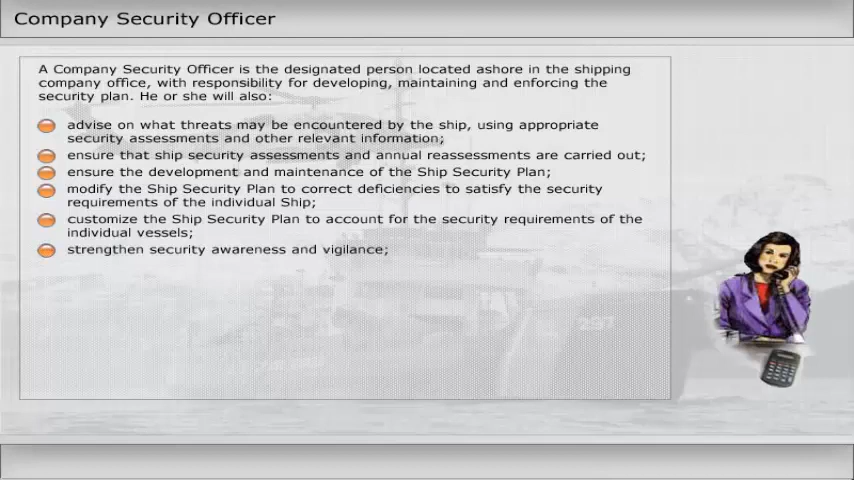 Company Security Officer
A Company Security Officer is the designated person located ashore in the shipping
company office, with responsibility for developing, maintaining and enforcing the
security plan. He or she will also:
advise on what threats may be encountered by the ship, using appropriate
security assessments and other relevant information;
ensure that ship security assessments and annual reassessments are carried out;
ensure the development and maintenance of the Ship Security Plan;
modify the Ship Security Plan to correct deficiencies to satisfy the security
requirements of the individual Ship;
customize the Ship Security Plan to account for the security requirements of the
individual vessels;
strengthen security awareness and vigilance;